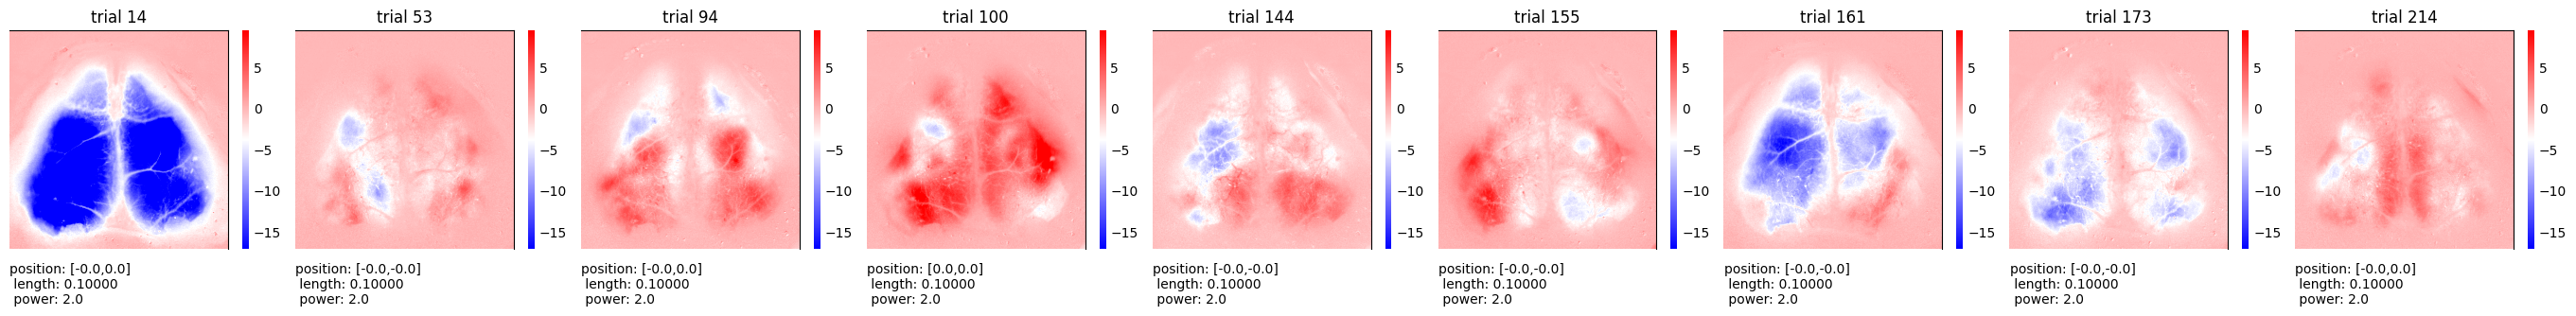 trial 14
trial 53
trial 94
trial 100
trial 144
trial 155
trial 161
trial 173
trial 214
5
0
−5
−10
−15
5
0
−5
−10
−15
5
0
−5
−10
−15
5
0
−5
−10
−15
5
0
−5
−10
−15
5
0
−5
−10
−15
5
0
−5
−10
−15
5
0
−5
−10
−15
5
0
−5
−10
−15
position: [-0.0,0.0]
length: 0.10000
power: 2.0
position: [-0.0,-0.0]
length: 0.10000
power: 2.0
position: [-0.0,0.0]
length: 0.10000
power: 2.0
position: [0.0,0.0]
length: 0.10000
power: 2.0
position: [-0.0,-0.0]
length: 0.10000
power: 2.0
position: [-0.0,-0.0]
length: 0.10000
power: 2.0
position: [-0.0,-0.0]
length: 0.10000
power: 2.0
position: [-0.0,-0.0]
length: 0.10000
power: 2.0
position: [-0.0,0.0]
length: 0.10000
power: 2.0